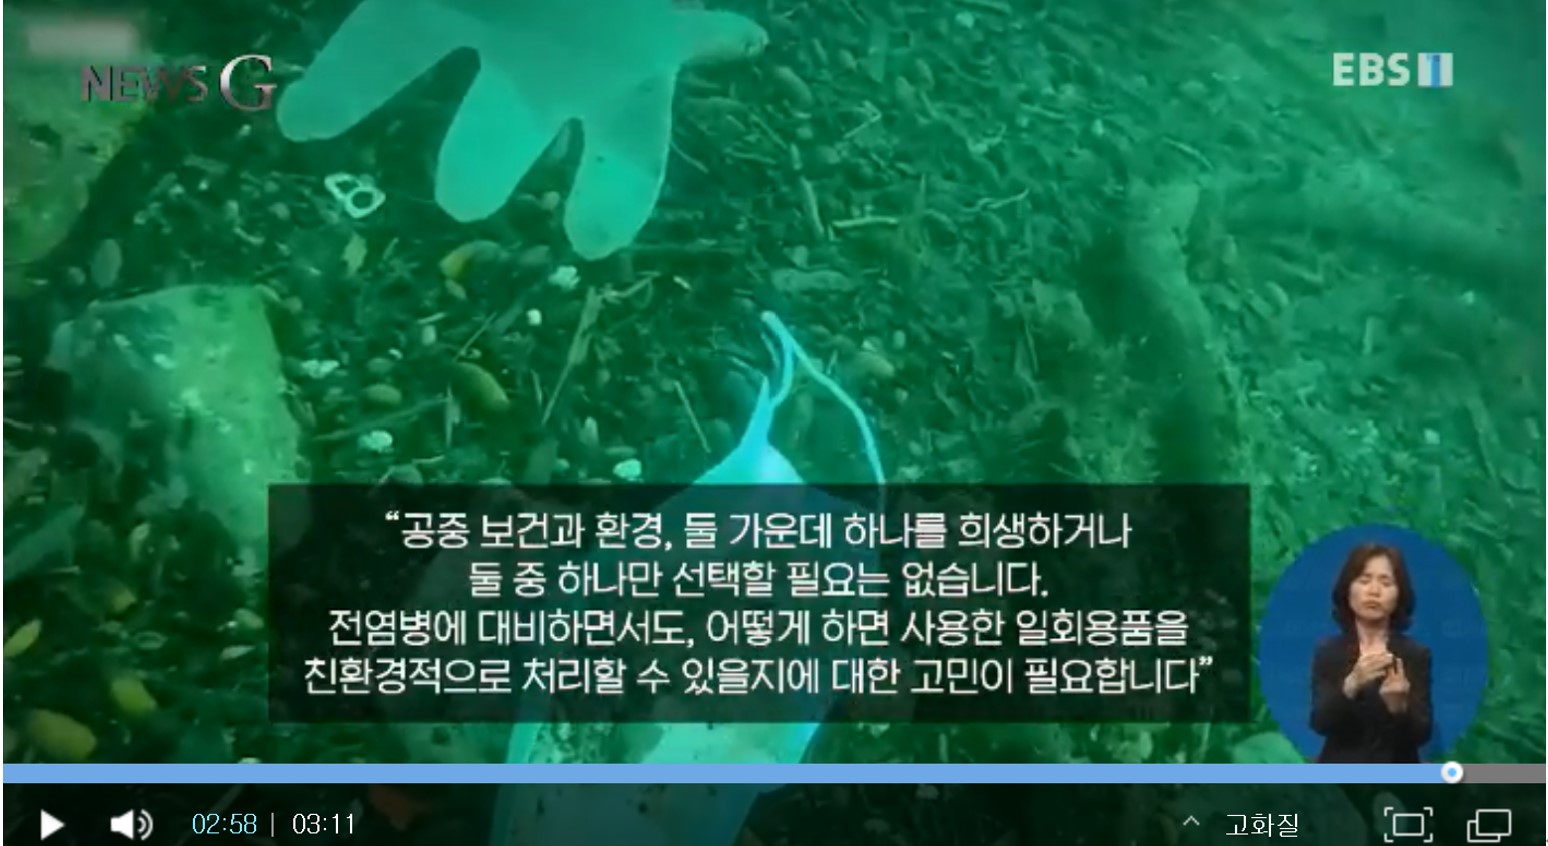 NEWS G
EBS 1
“공중 보건과 환경, 둘 가운데 하나를 희생하거나
둘 중 하나만 선택할 필요는 없습니다.
전염병에 대비하면서도, 어떻게 하면 사용한 일회용품을
친환경적으로 처리할 수 있을지에 대한 고민이 필요합니다”
02:58 | 03:11
고화질